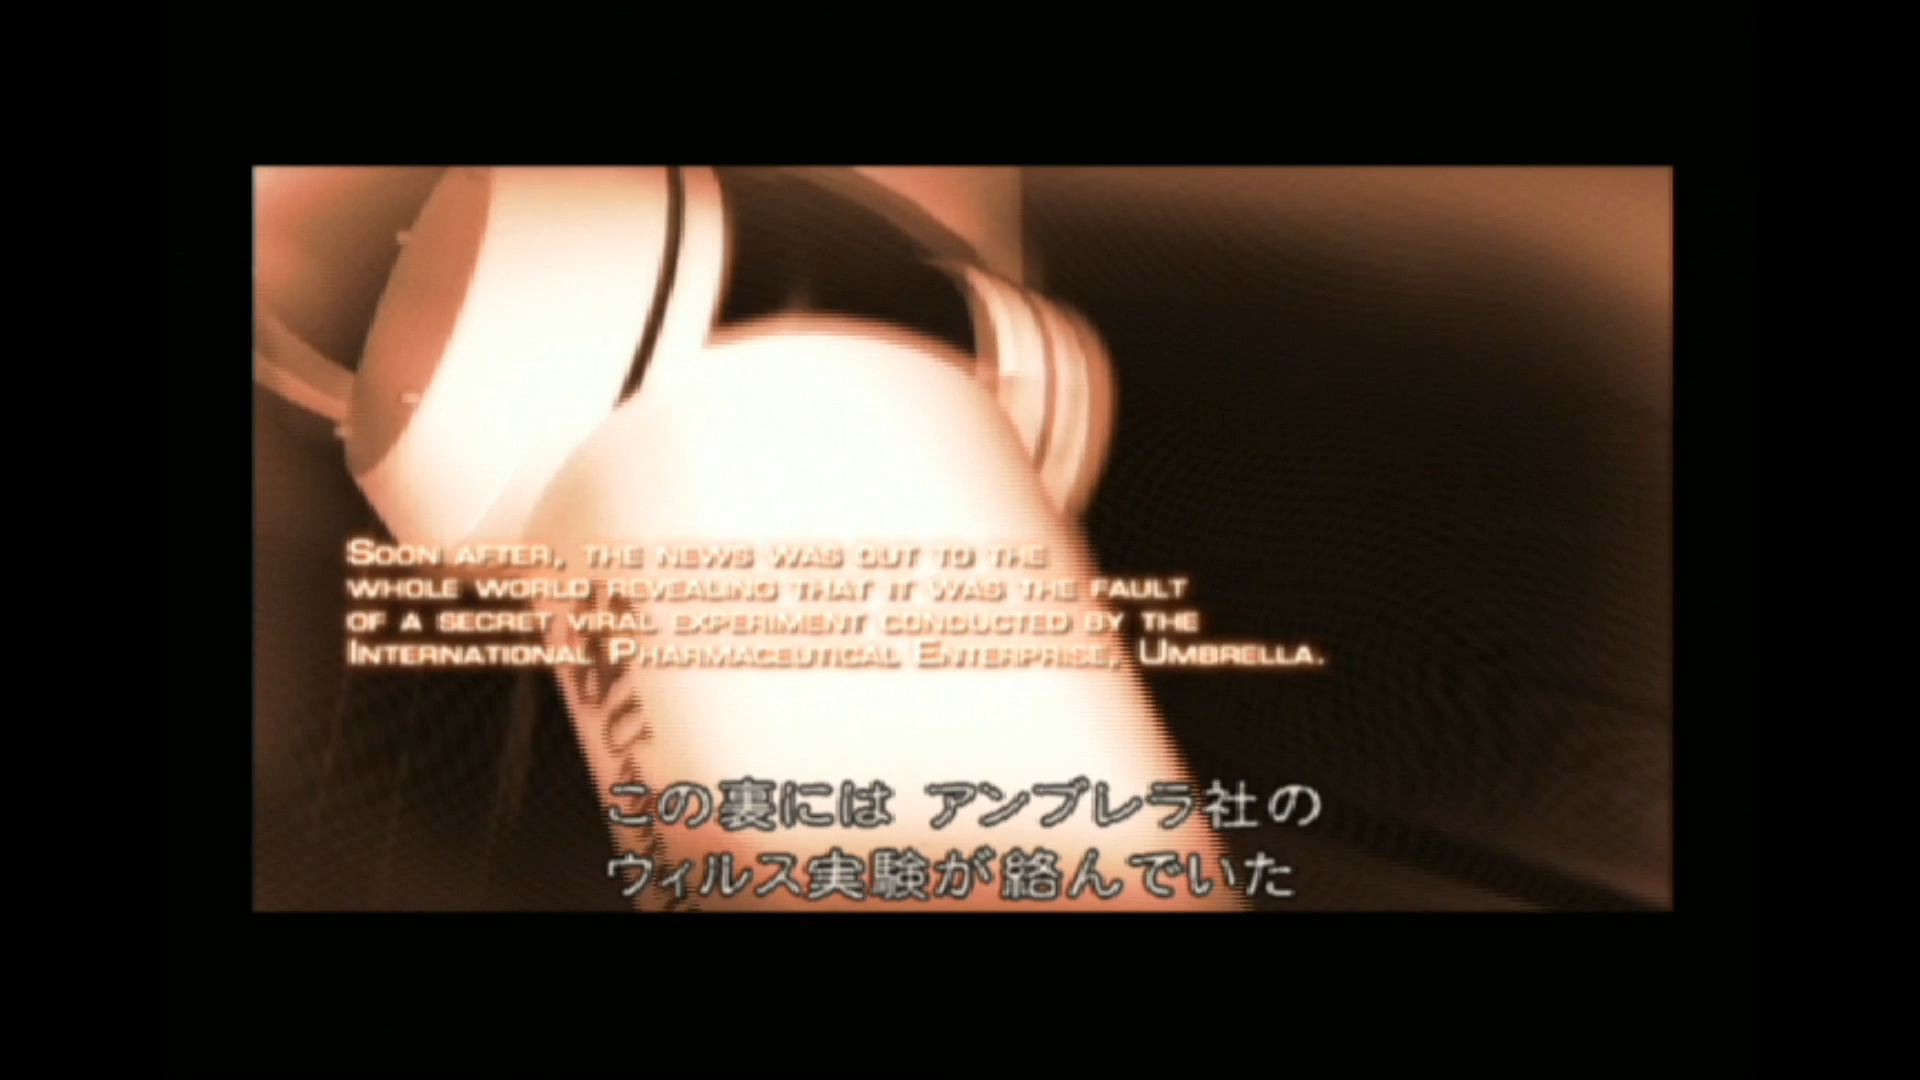 SOON AFTER, THE NEWS WAS OUT TO THE
WHOLE WORLD REVEALING THAT IT WAS THE FAULT
OF A SECRET VIRAL EXPERIMENT CONDUCTED BY THE
INTERNATIONAL PHARMACEUTICAL ENTERPRISE, UMBRELLA.
この裏には アンブレラ社の
ウィルス実験が絡んでいた